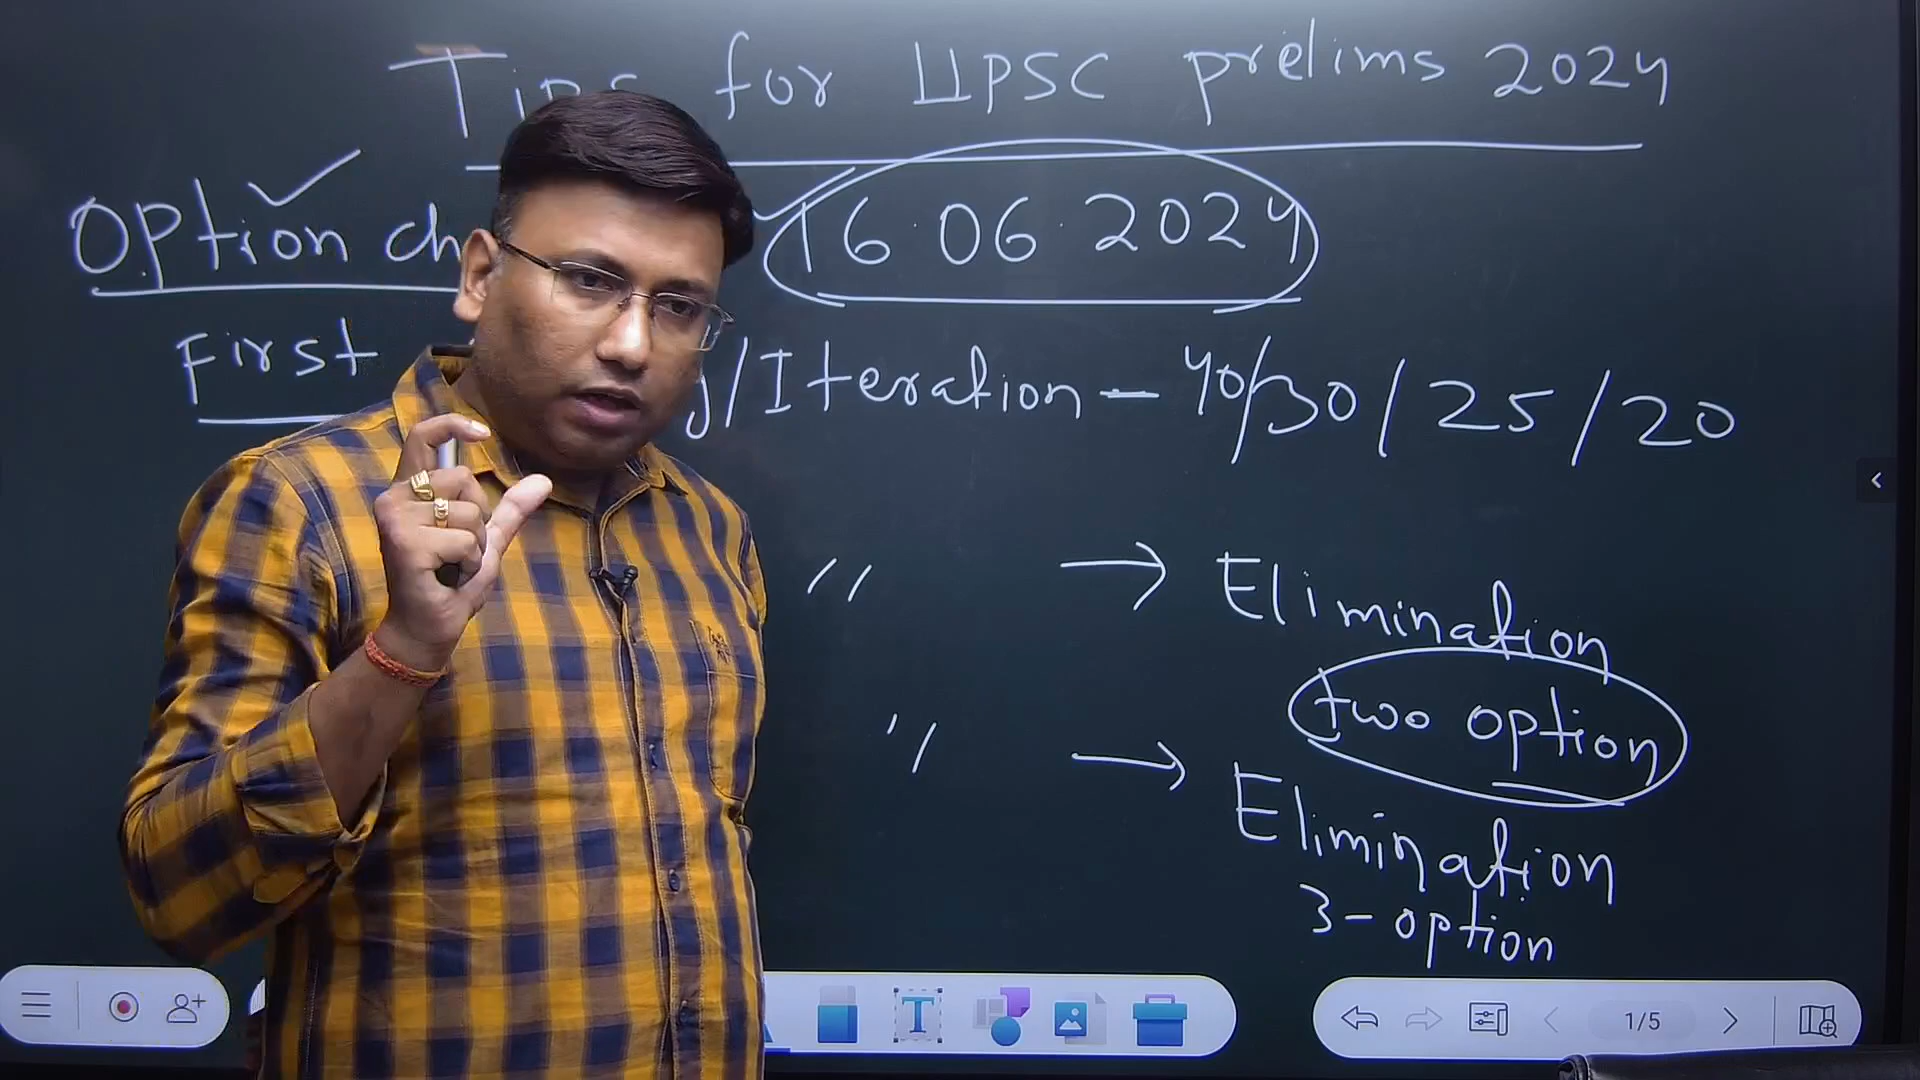 Tips for UPSC prelims 2024
Option ch 16.06.2024
First /Iteration - 40/30/25/20
" → Elimination
two option
" → Elimination
3-option
T
1/5